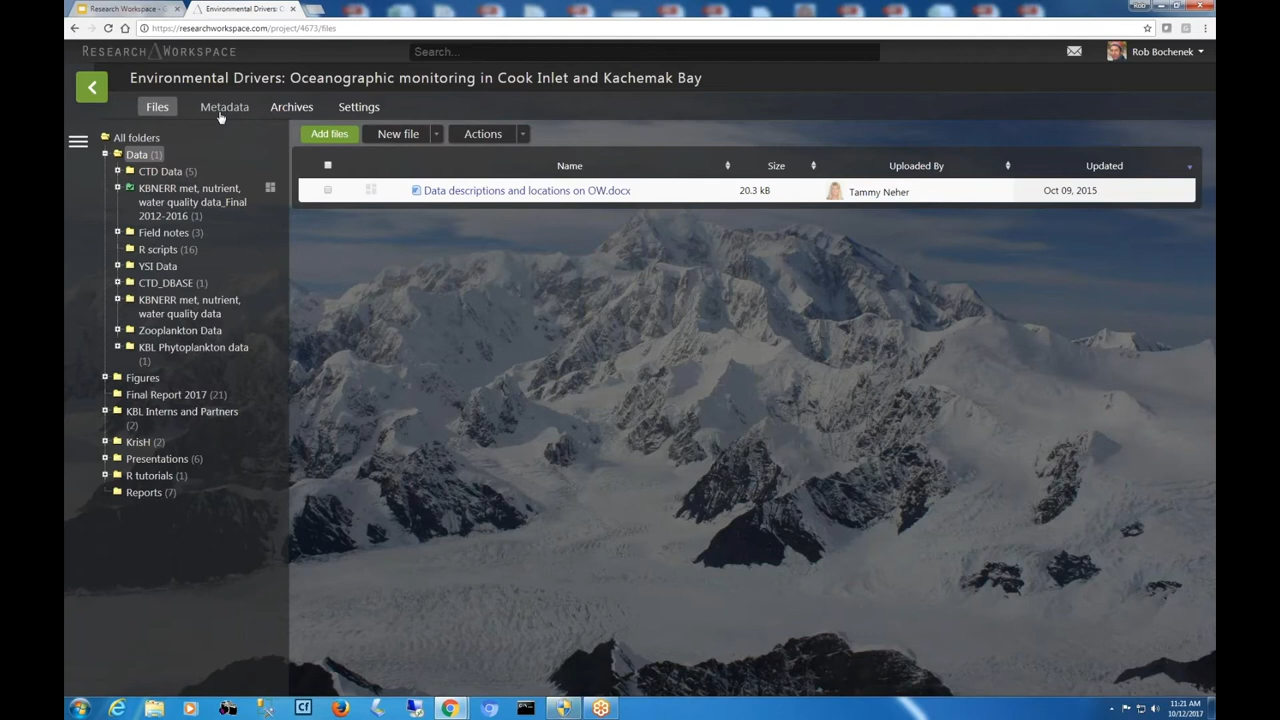 Research Workspace - G
Environmental Drivers: O
Rob
https://researchworkspace.com/project/4673/files
RESEARCH WORKSPACE
Search...
Rob Bochenek
Environmental Drivers: Oceanographic monitoring in Cook Inlet and Kachemak Bay
Files
Metadata
Archives
Settings
All folders
Data (1)
CTD Data (5)
KBNERR met, nutrient,
water quality data_Final
2012-2016 (1)
Field notes (3)
R scripts (16)
YSI Data
CTD_DBASE (1)
KBNERR met, nutrient,
water quality data
Zooplankton Data
KBL Phytoplankton data
(1)
Figures
Final Report 2017 (21)
KBL Interns and Partners
(2)
KrisH (2)
Presentations (6)
R tutorials (1)
Reports (7)
Add files
New file
Actions
Name
Size
Uploaded By
Updated
Data descriptions and locations on OW.docx
20.3 kB
Tammy Neher
Oct 09, 2015
Cf
11:21 AM
10/12/2017